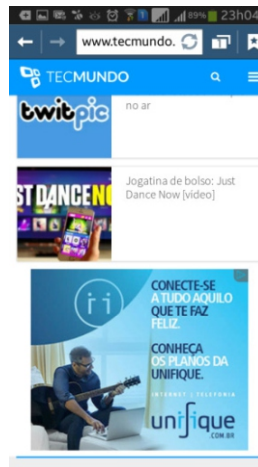 89% 23h04
www.tecmundo.
TECMUNDO
twitpic
no ar
ST DANCE NO
Jogatina de bolso: Just
Dance Now [video]
CONECTE-SE
A TUDO AQUILO
QUE TE FAZ
FELIZ.
CONHEÇA
OS PLANOS DA
UNIFIQUE.
INTERNET | TELEFONIA
unifique
.COM.BR